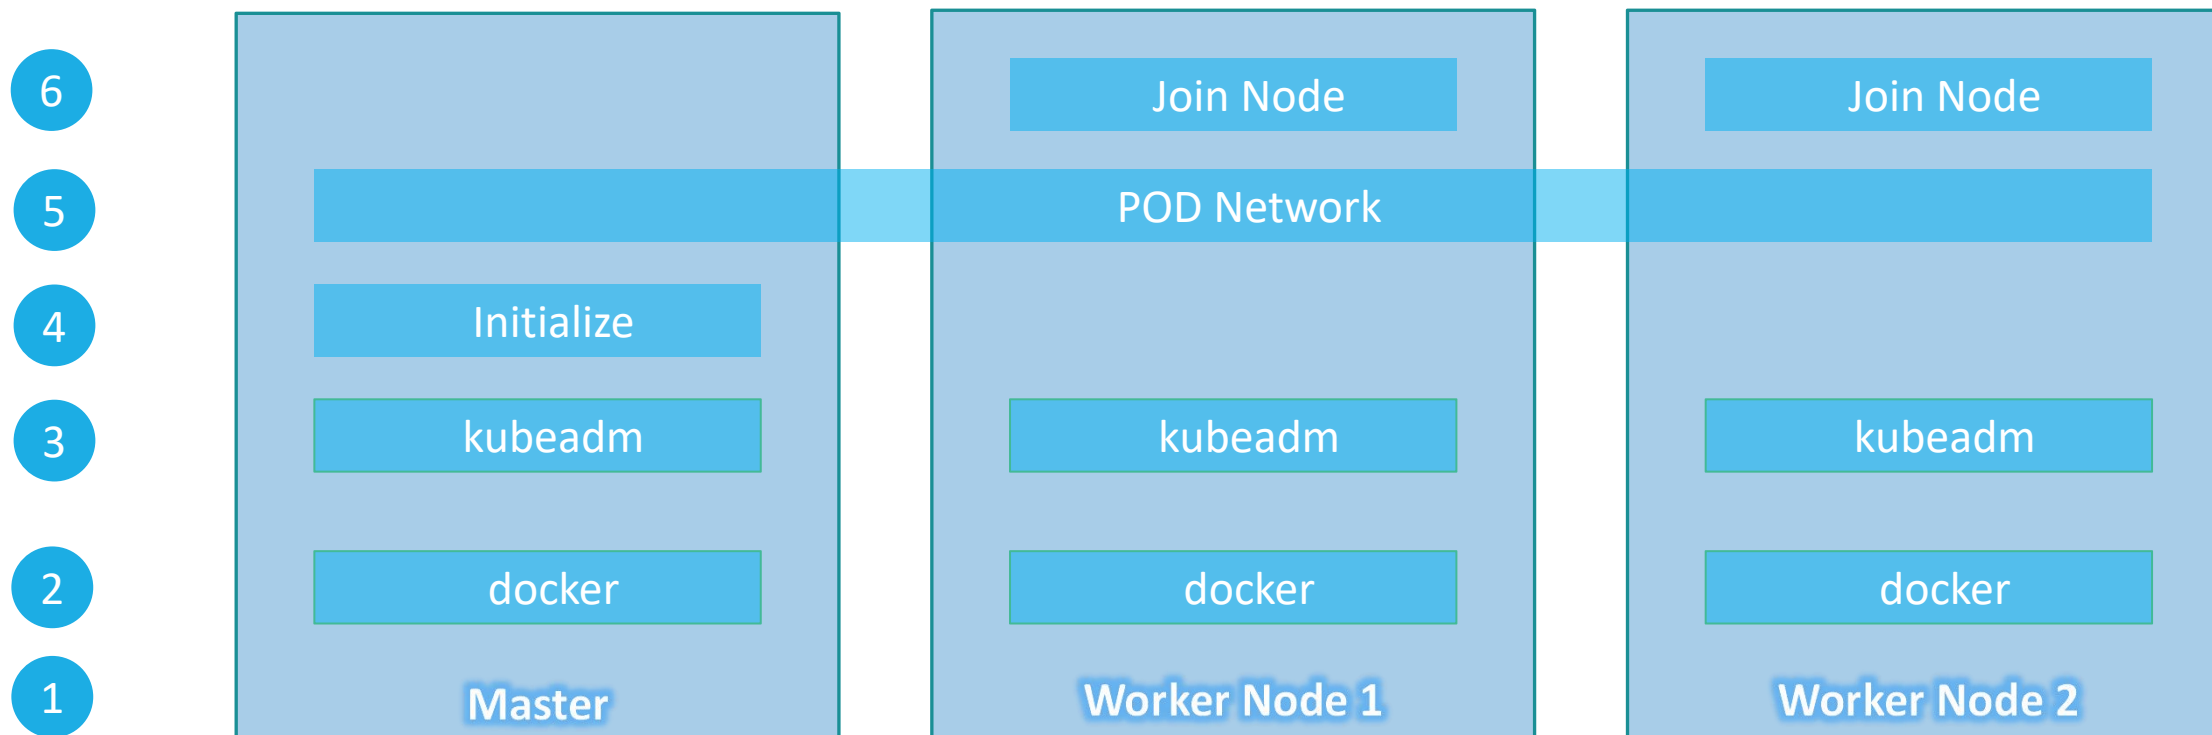 6
Join Node
Join Node
5
POD Network
4
Initialize
3
kubeadm
kubeadm
kubeadm
2
docker
docker
docker
1
Master
Worker Node 1
Worker Node 2